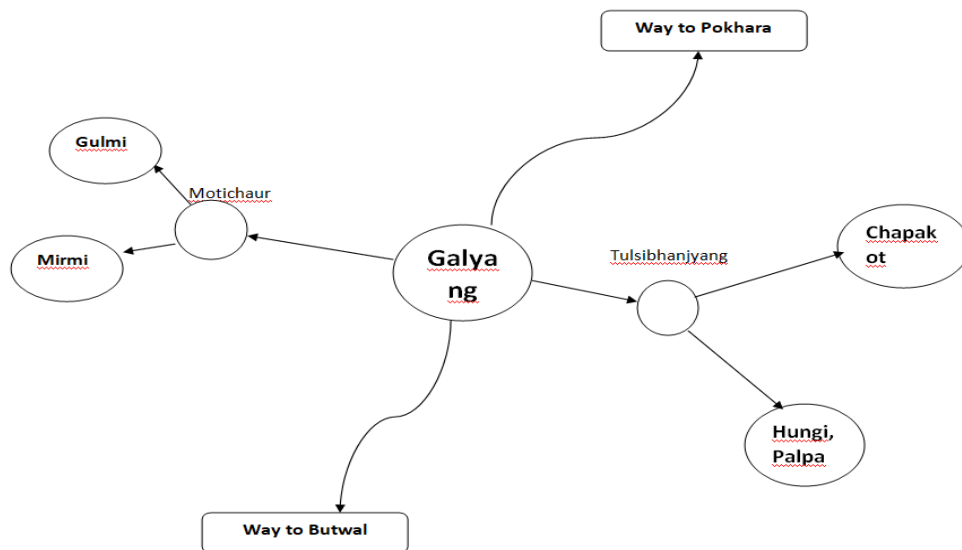 Way to Pokhara
Gulmi
Motichaur
Mirmi
Galya
ng
Tulsibhanjyang
Chapak
ot
Hungi,
Palpa
Way to Butwal